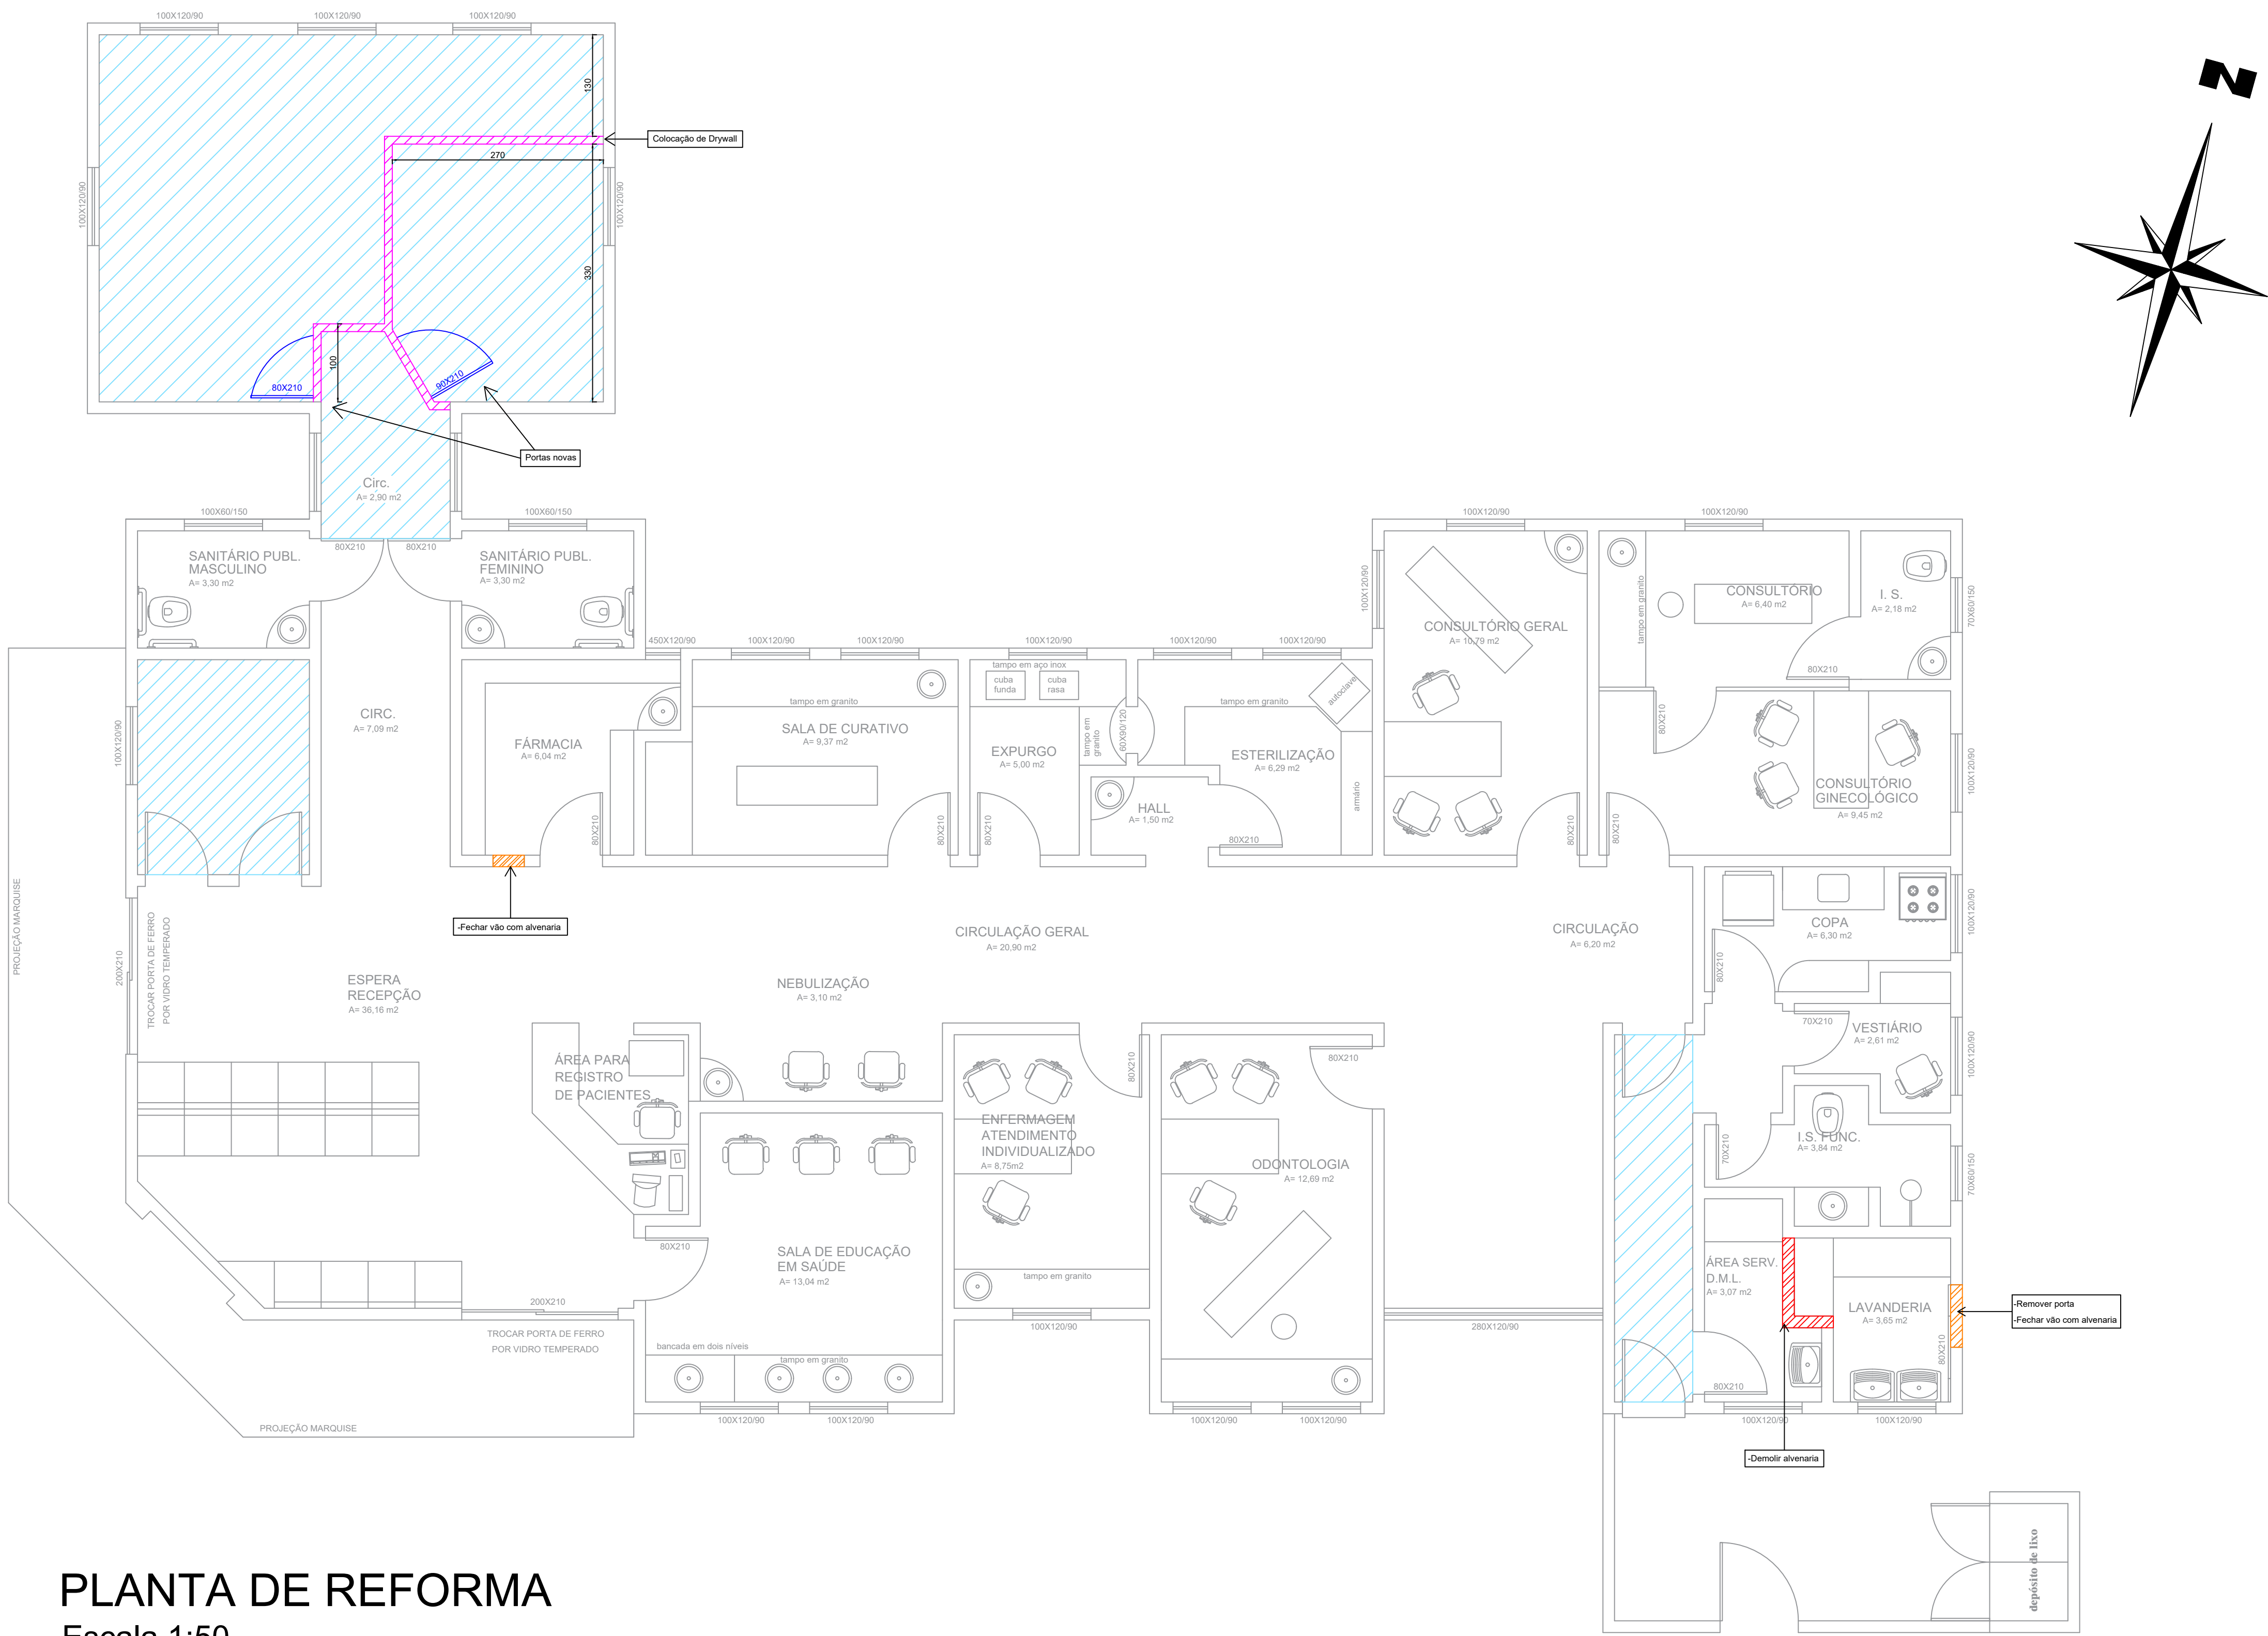 100X120/90
100X120/90
100X120/90
130
Colocação de Drywall
270
100X120/90
100X120/90
330
100
80X210
90X210
Portas novas
N
Circ.
A= 2,90 m2
100X60/150
100X60/150
80X210
80X210
SANITÁRIO PUBL.
MASCULINO
A= 3,30 m2
SANITÁRIO PUBL.
FEMININO
A= 3,30 m2
100X120/90
100X120/90
100X120/90
CONSULTÓRIO GERAL
A= 10,79 m2
tampo em granito
CONSULTÓRIO
A= 6,40 m2
I. S.
A= 2,18 m2
70X60/150
80X210
450X120/90
100X120/90
100X120/90
100X120/90
100X120/90
100X120/90
tampo em aço inox
cuba
funda
cuba
rasa
autoclave
100X120/90
CIRC.
A= 7,09 m2
FÁRMACIA
A= 6,04 m2
80X210
tampo em granito
SALA DE CURATIVO
A= 9,37 m2
80X210
EXPURGO
A= 5,00 m2
tampo em
granito
60X90/120
80X210
tampo em granito
ESTERILIZAÇÃO
A= 6,29 m2
armário
HALL
A= 1,50 m2
80X210
80X210
80X210
80X210
CONSULTÓRIO
GINECOLÓGICO
A= 9,45 m2
100X120/90
-Fechar vão com alvenaria
PROJEÇÃO MARQUISE
200X210
TROCAR PORTA DE FERRO
POR VIDRO TEMPERADO
CIRCULAÇÃO GERAL
A= 20,90 m2
CIRCULAÇÃO
A= 6,20 m2
COPA
A= 6,30 m2
80X210
100X120/90
ESPERA
RECEPÇÃO
A= 36,16 m2
NEBULIZAÇÃO
A= 3,10 m2
70X210
VESTIÁRIO
A= 2,61 m2
100X120/90
ÁREA PARA
REGISTRO
DE PACIENTES
80X210
80X210
ENFERMAGEM
ATENDIMENTO
INDIVIDUALIZADO
A= 8,75m2
ODONTOLOGIA
A= 12,69 m2
I.S. FUNC.
A= 3,84 m2
70X210
70X60/150
80X210
SALA DE EDUCAÇÃO
EM SAÚDE
A= 13,04 m2
tampo em granito
ÁREA SERV.
D.M.L.
A= 3,07 m2
LAVANDERIA
A= 3,65 m2
80X210
-Remover porta
-Fechar vão com alvenaria
200X210
TROCAR PORTA DE FERRO
POR VIDRO TEMPERADO
100X120/90
280X120/90
bancada em dois níveis
tampo em granito
80X210
100X120/90
100X120/90
100X120/90
100X120/90
100X120/90
100X120/90
PROJEÇÃO MARQUISE
-Demolir alvenaria
depósito de lixo
PLANTA DE REFORMA
Escala 1:50